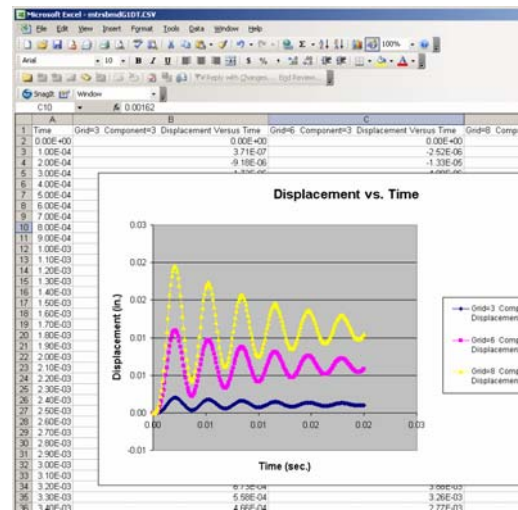 Microsoft Excel - mtrsbmdG1DT.CSV
File Edit View Insert Format Tools Data Window Help
100%
Arial 10 B I U $ %
Reply with Changes... End Review...
SnagIt Window
C10 fx 0.00162
A B C
1 Time Grid=3 Component=3 Displacement Versus Time Grid=6 Component=3 Displacement Versus Time Grid=8 Compo
2 0.00E+00 0.00E+00 0.00E+00
3 1.00E-04 3.71E-07 -2.52E-06
4 2.00E-04 -9.18E-06 -1.33E-05
5 3.00E-04
6 4.00E-04
7 5.00E-04
8 6.00E-04
9 7.00E-04
10 8.00E-04
11 9.00E-04
12 1.00E-03
13 1.10E-03
14 1.20E-03
15 1.30E-03
16 1.40E-03
17 1.50E-03
18 1.60E-03
19 1.70E-03
20 1.80E-03
21 1.90E-03
22 2.00E-03
23 2.10E-03
24 2.20E-03
25 2.30E-03
26 2.40E-03
27 2.50E-03
28 2.60E-03
29 2.70E-03
30 2.80E-03
31 2.90E-03
32 3.00E-03
33 3.10E-03
34 3.20E-03
35 3.30E-03 5.58E-04 3.26E-03
36 3.40E-03 4.66E-04 2.77E-03
Displacement vs. Time
Displacement (in.)
0.03
0.02
0.02
0.01
0.01
0.00
-0.01
0.00 0.01 0.01 0.02 0.02 0.03
Time (sec.)
Grid=3 Comp
Displacement
Grid=6 Comp
Displacement
Grid=8 Comp
Displacement